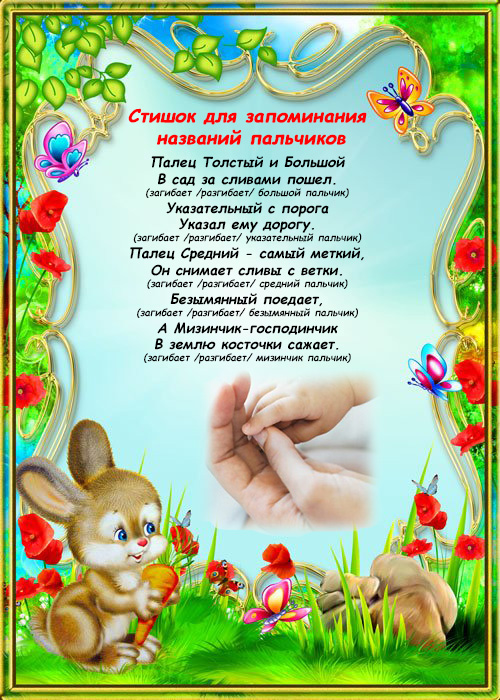 Стишок для запоминания
названий пальчиков
Палец Толстый и Большой
В сад за сливами пошел.
(загибает /разгибает/ большой пальчик)
Указательный с порога
Указал ему дорогу.
(загибает /разгибает/ указательный пальчик)
Палец Средний - самый меткий,
Он снимает сливы с ветки.
(загибает /разгибает/ средний пальчик)
Безымянный поедает,
(загибает /разгибает/ безымянный пальчик)
А Мизинчик-господинчик
В землю косточки сажает.
(загибает /разгибает/ мизинчик пальчик)